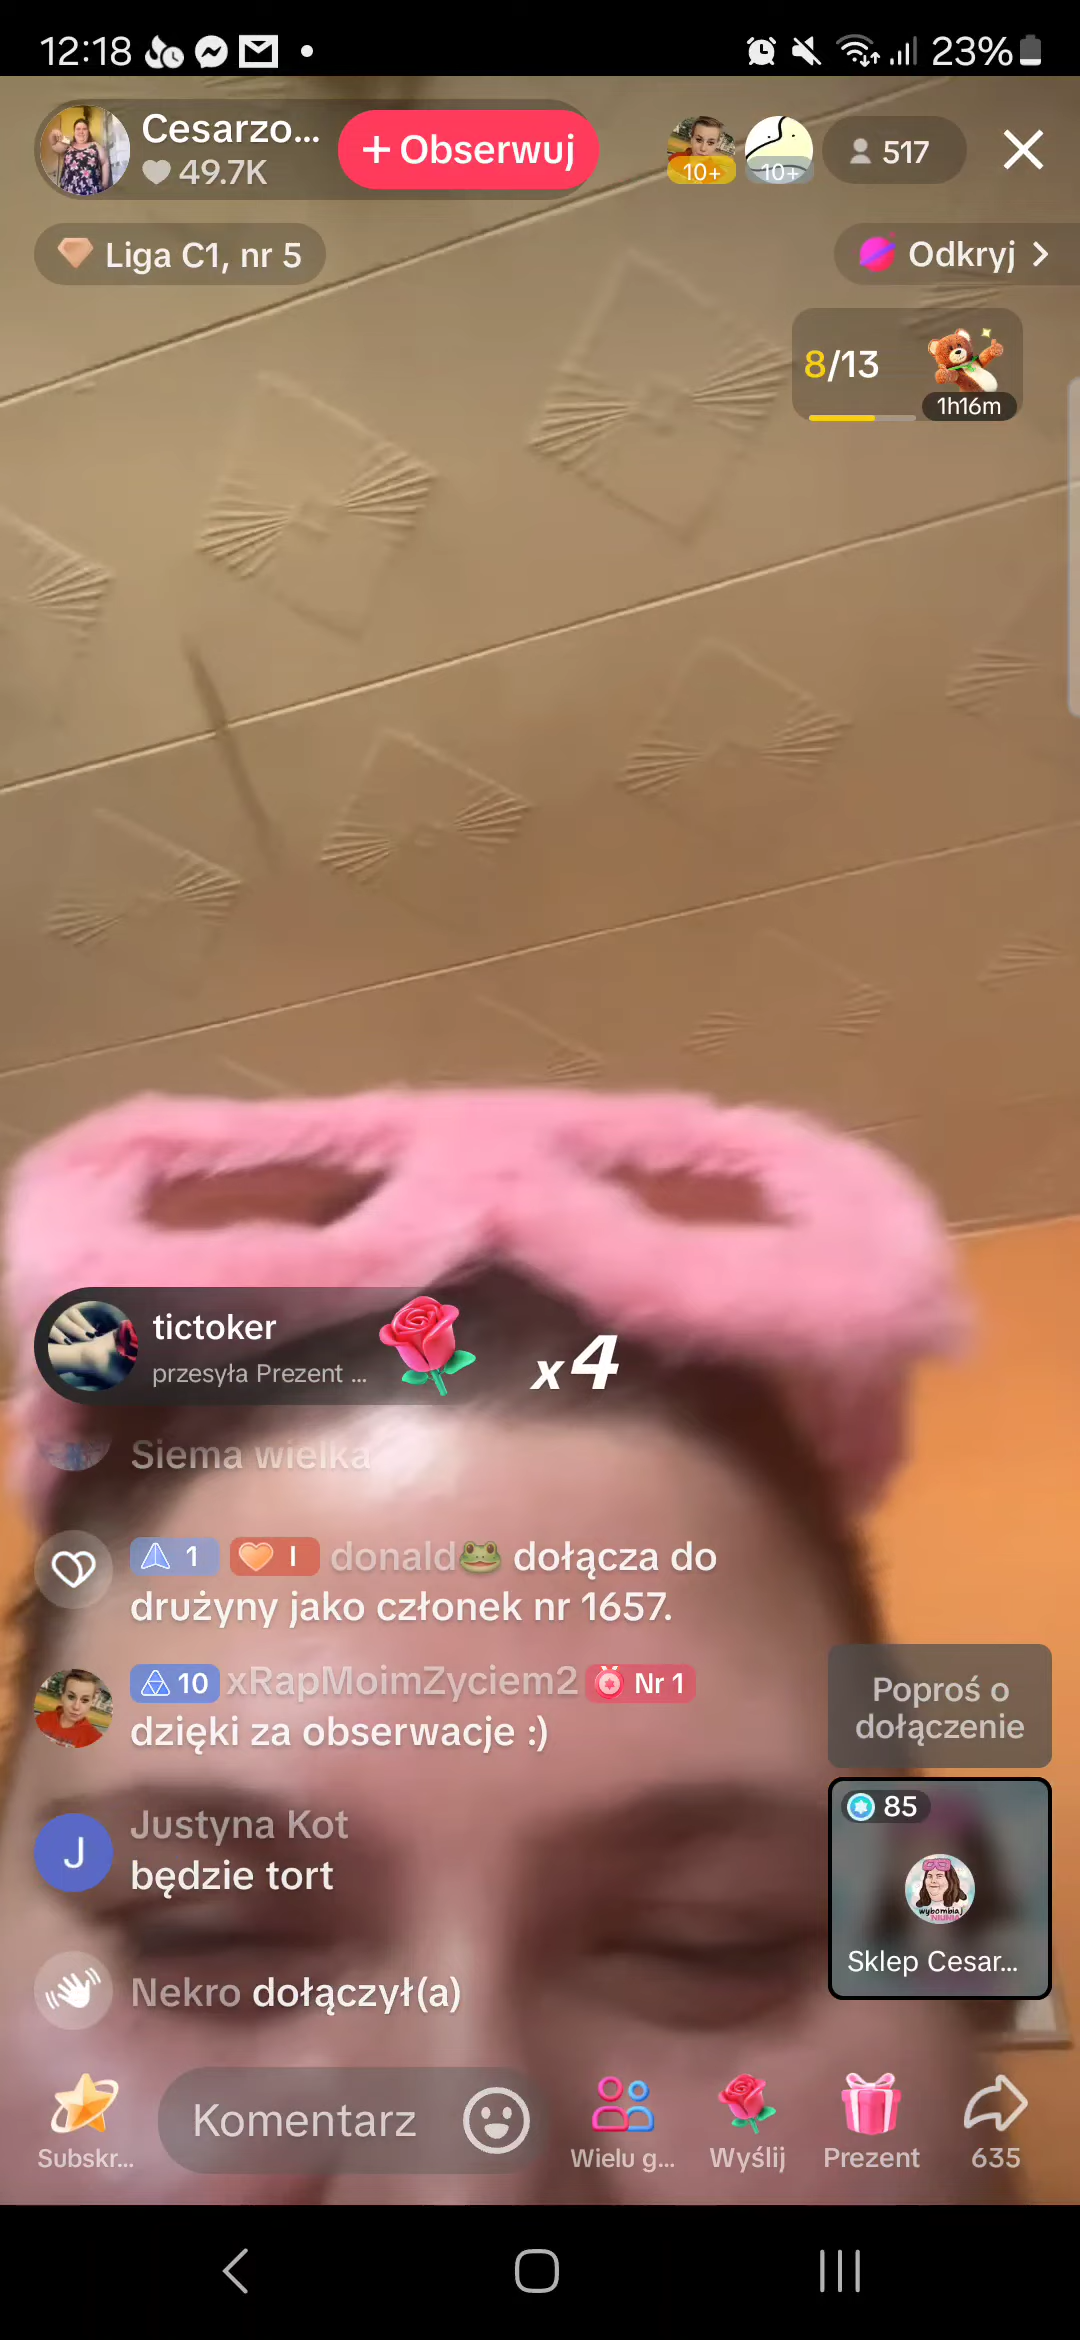 12:18
23%
Cesarzo...
49.7K
+ Obserwuj
10+
10+
517
Liga C1, nr 5
Odkryj >
8/13
1h16m
tictoker
przesyła Prezent ...
x4
Siema wielka
1 I donald🐸 dołącza do
drużyny jako członek nr 1657.
10 xRapMoimZyciem2 Nr 1
dzięki za obserwacje :)
Poproś o
dołączenie
J
Justyna Kot
będzie tort
85
wybombiaj
NIUNIA
Sklep Cesar...
Nekro dołączył(a)
Subskr...
Komentarz
Wielu g...
Wyślij
Prezent
635